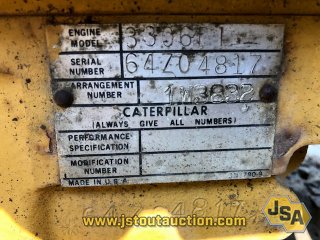 ENGINE
MODEL 3306
SERIAL
NUMBER 64Z04817
ARRANGEMENT
NUMBER
CATERPILLAR
(ALWAYS GIVE ALL NUMBERS)
PERFORMANCE
SPECIFICATION
MODIFICATION
NUMBER
MADE IN U.S.A.
JSA
www.jstoutauction.com